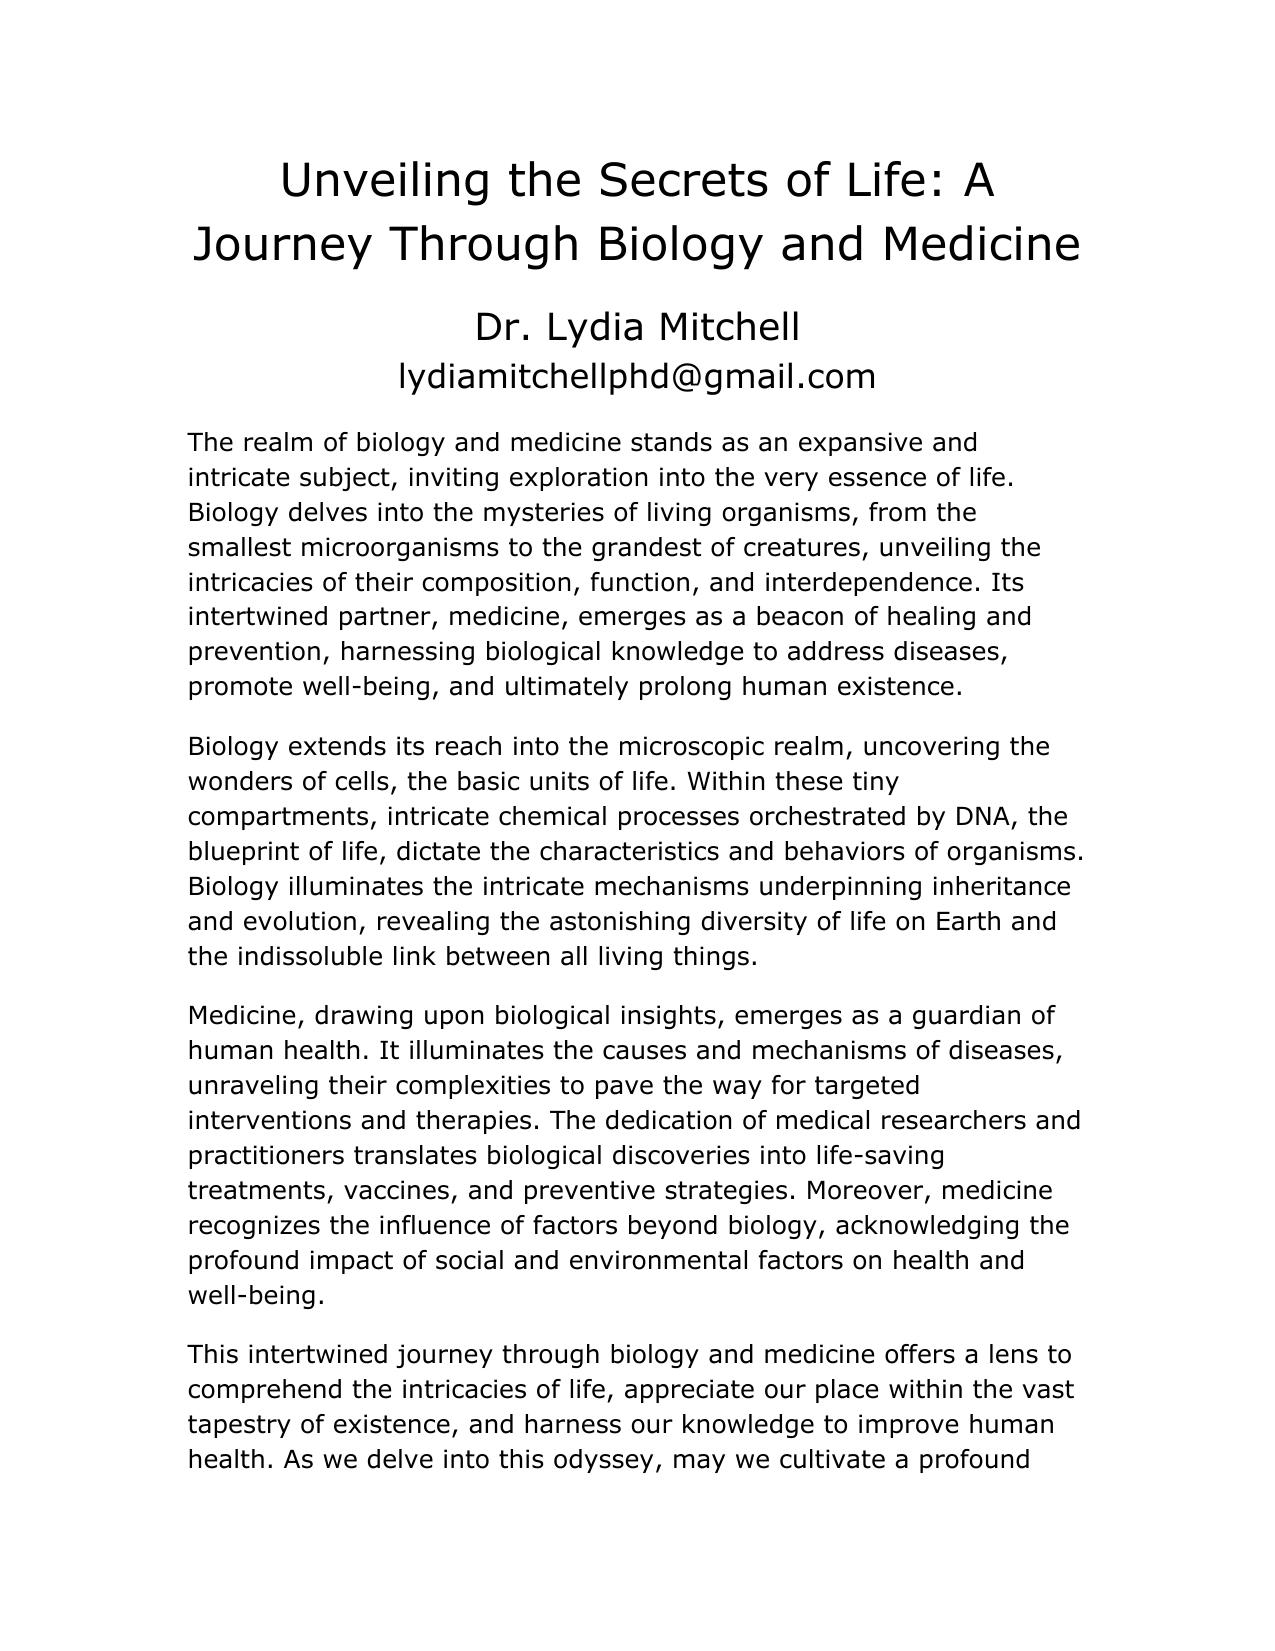 Unveiling the Secrets of Life: A
Journey Through Biology and Medicine
Dr. Lydia Mitchell
lydiamitchellphd@gmail.com
The realm of biology and medicine stands as an expansive and
intricate subject, inviting exploration into the very essence of life.
Biology delves into the mysteries of living organisms, from the
smallest microorganisms to the grandest of creatures, unveiling the
intricacies of their composition, function, and interdependence. Its
intertwined partner, medicine, emerges as a beacon of healing and
prevention, harnessing biological knowledge to address diseases,
promote well-being, and ultimately prolong human existence.
Biology extends its reach into the microscopic realm, uncovering the
wonders of cells, the basic units of life. Within these tiny
compartments, intricate chemical processes orchestrated by DNA, the
blueprint of life, dictate the characteristics and behaviors of organisms.
Biology illuminates the intricate mechanisms underpinning inheritance
and evolution, revealing the astonishing diversity of life on Earth and
the indissoluble link between all living things.
Medicine, drawing upon biological insights, emerges as a guardian of
human health. It illuminates the causes and mechanisms of diseases,
unraveling their complexities to pave the way for targeted
interventions and therapies. The dedication of medical researchers and
practitioners translates biological discoveries into life-saving
treatments, vaccines, and preventive strategies. Moreover, medicine
recognizes the influence of factors beyond biology, acknowledging the
profound impact of social and environmental factors on health and
well-being.
This intertwined journey through biology and medicine offers a lens to
comprehend the intricacies of life, appreciate our place within the vast
tapestry of existence, and harness our knowledge to improve human
health. As we delve into this odyssey, may we cultivate a profound